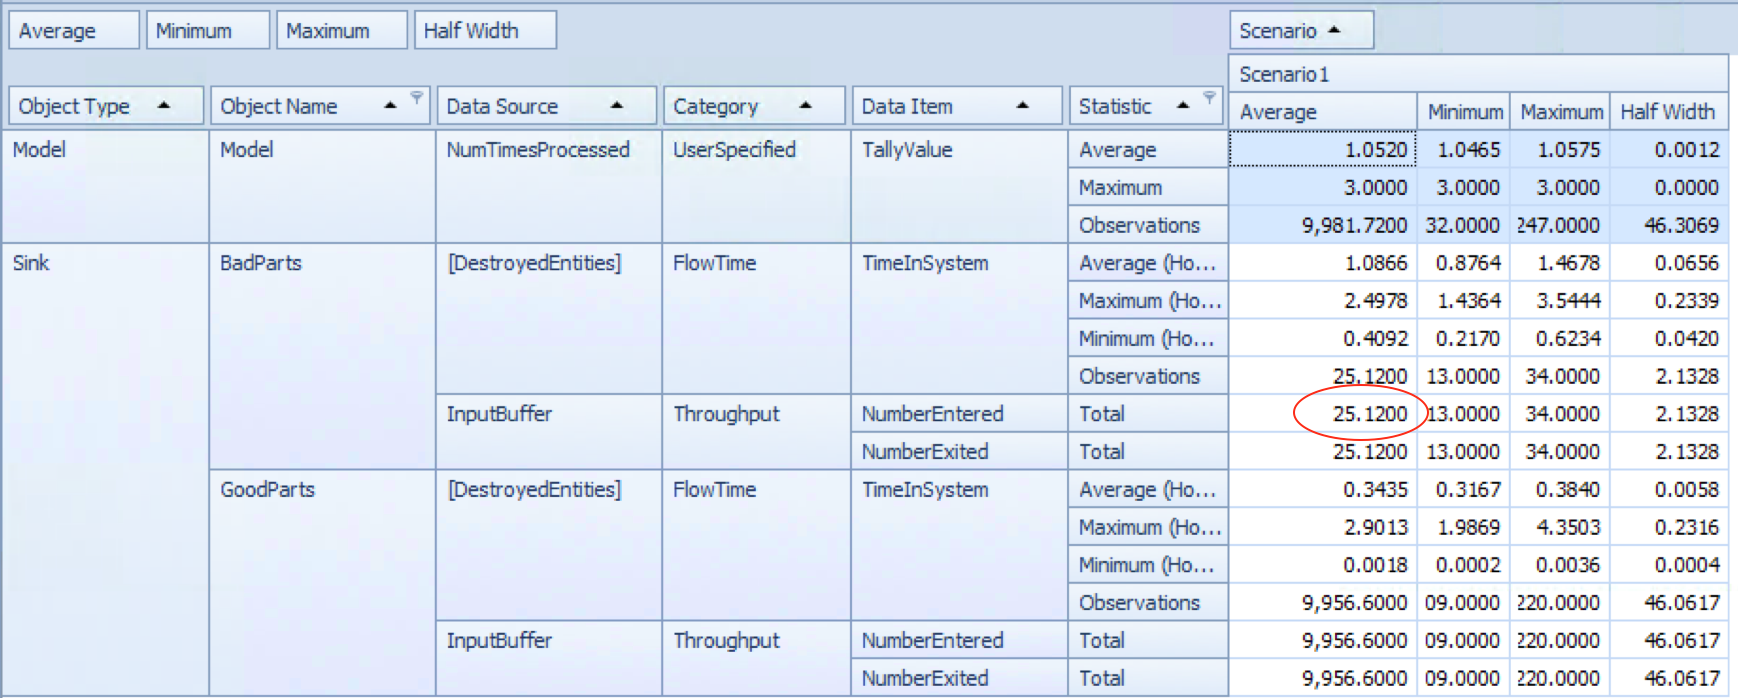 Average Minimum Maximum Half Width Scenario
Scenario1
Object Type Object Name Data Source Category Data Item Statistic Average Minimum Maximum Half Width
Model Model NumTimesProcessed UserSpecified TallyValue Average 1.0520 1.0465 1.0575 0.0012
Maximum 3.0000 3.0000 3.0000 0.0000
Observations 9,981.7200 32.0000 247.0000 46.3069
Sink BadParts [DestroyedEntities] FlowTime TimeInSystem Average (Ho... 1.0866 0.8764 1.4678 0.0656
Maximum (Ho... 2.4978 1.4364 3.5444 0.2339
Minimum (Ho... 0.4092 0.2170 0.6234 0.0420
Observations 25.1200 13.0000 34.0000 2.1328
InputBuffer Throughput NumberEntered Total 25.1200 13.0000 34.0000 2.1328
NumberExited Total 25.1200 13.0000 34.0000 2.1328
GoodParts [DestroyedEntities] FlowTime TimeInSystem Average (Ho... 0.3435 0.3167 0.3840 0.0058
Maximum (Ho... 2.9013 1.9869 4.3503 0.2316
Minimum (Ho... 0.0018 0.0002 0.0036 0.0004
Observations 9,956.6000 09.0000 220.0000 46.0617
InputBuffer Throughput NumberEntered Total 9,956.6000 09.0000 220.0000 46.0617
NumberExited Total 9,956.6000 09.0000 220.0000 46.0617